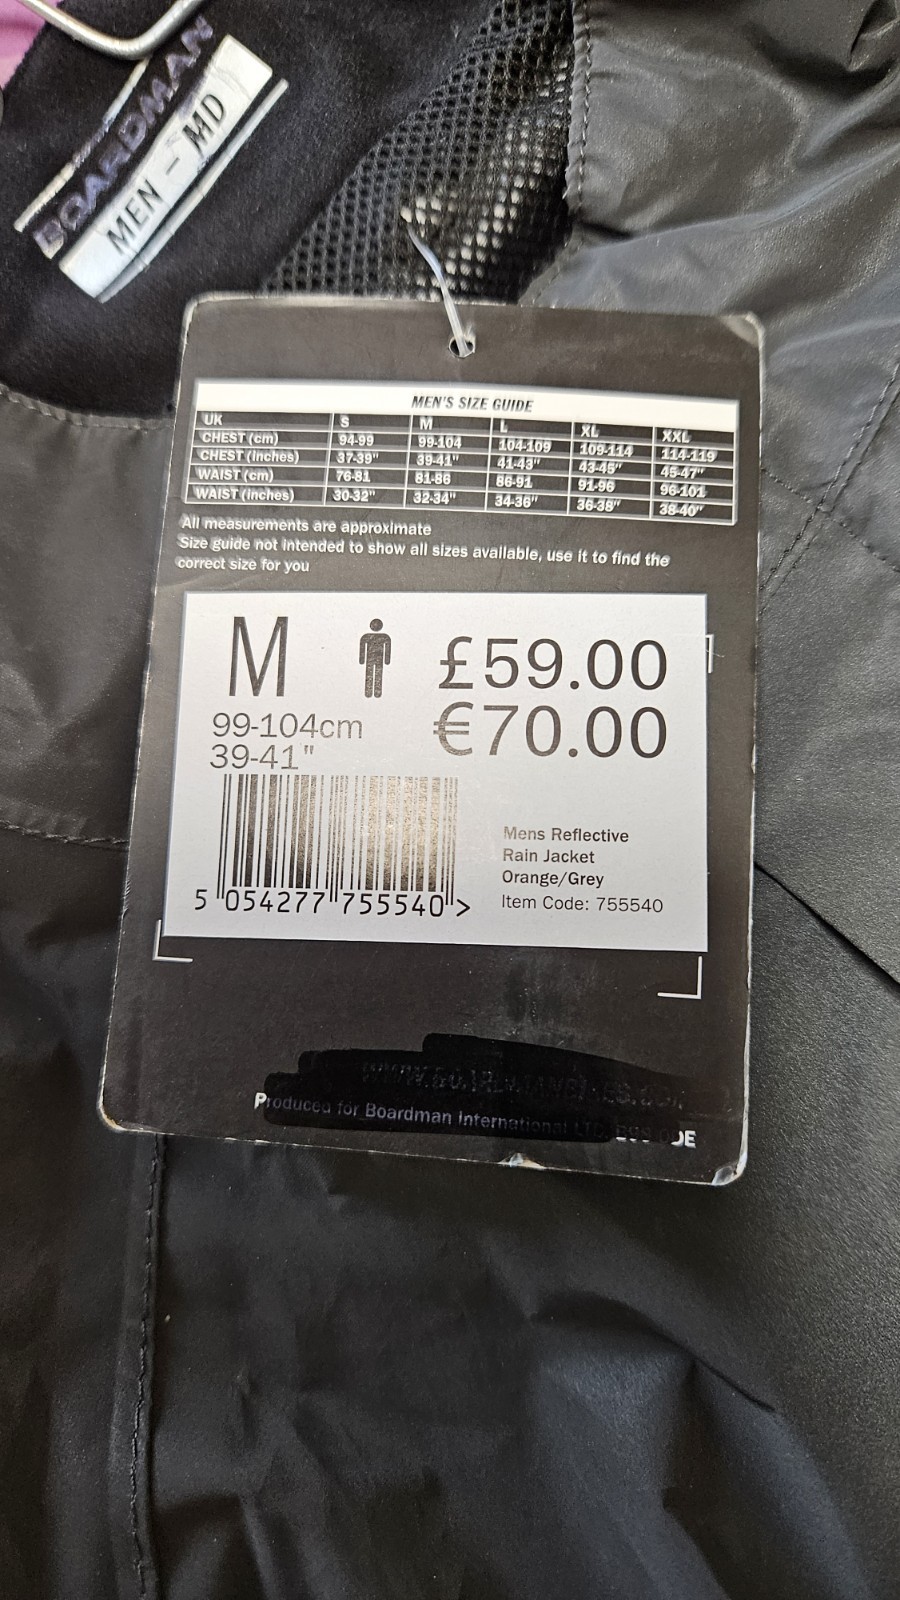 BOARDMAN
MEN - MD
MEN'S SIZE GUIDE
UK S M L XL XXL
CHEST (cm) 94-99 99-104 104-109 109-114 114-119
CHEST (inches) 37-39" 39-41" 41-43" 43-45" 45-47"
WAIST (cm) 76-81 81-86 86-91 91-96 96-101
WAIST (inches) 30-32" 32-34" 34-36" 36-38" 38-40"
All measurements are approximate
Size guide not intended to show all sizes available, use it to find the
correct size for you
M £59.00
99-104cm €70.00
39-41"
Mens Reflective
Rain Jacket
Orange/Grey
Item Code: 755540
5 054277 755540 >
Produced for Boardman International LTD.